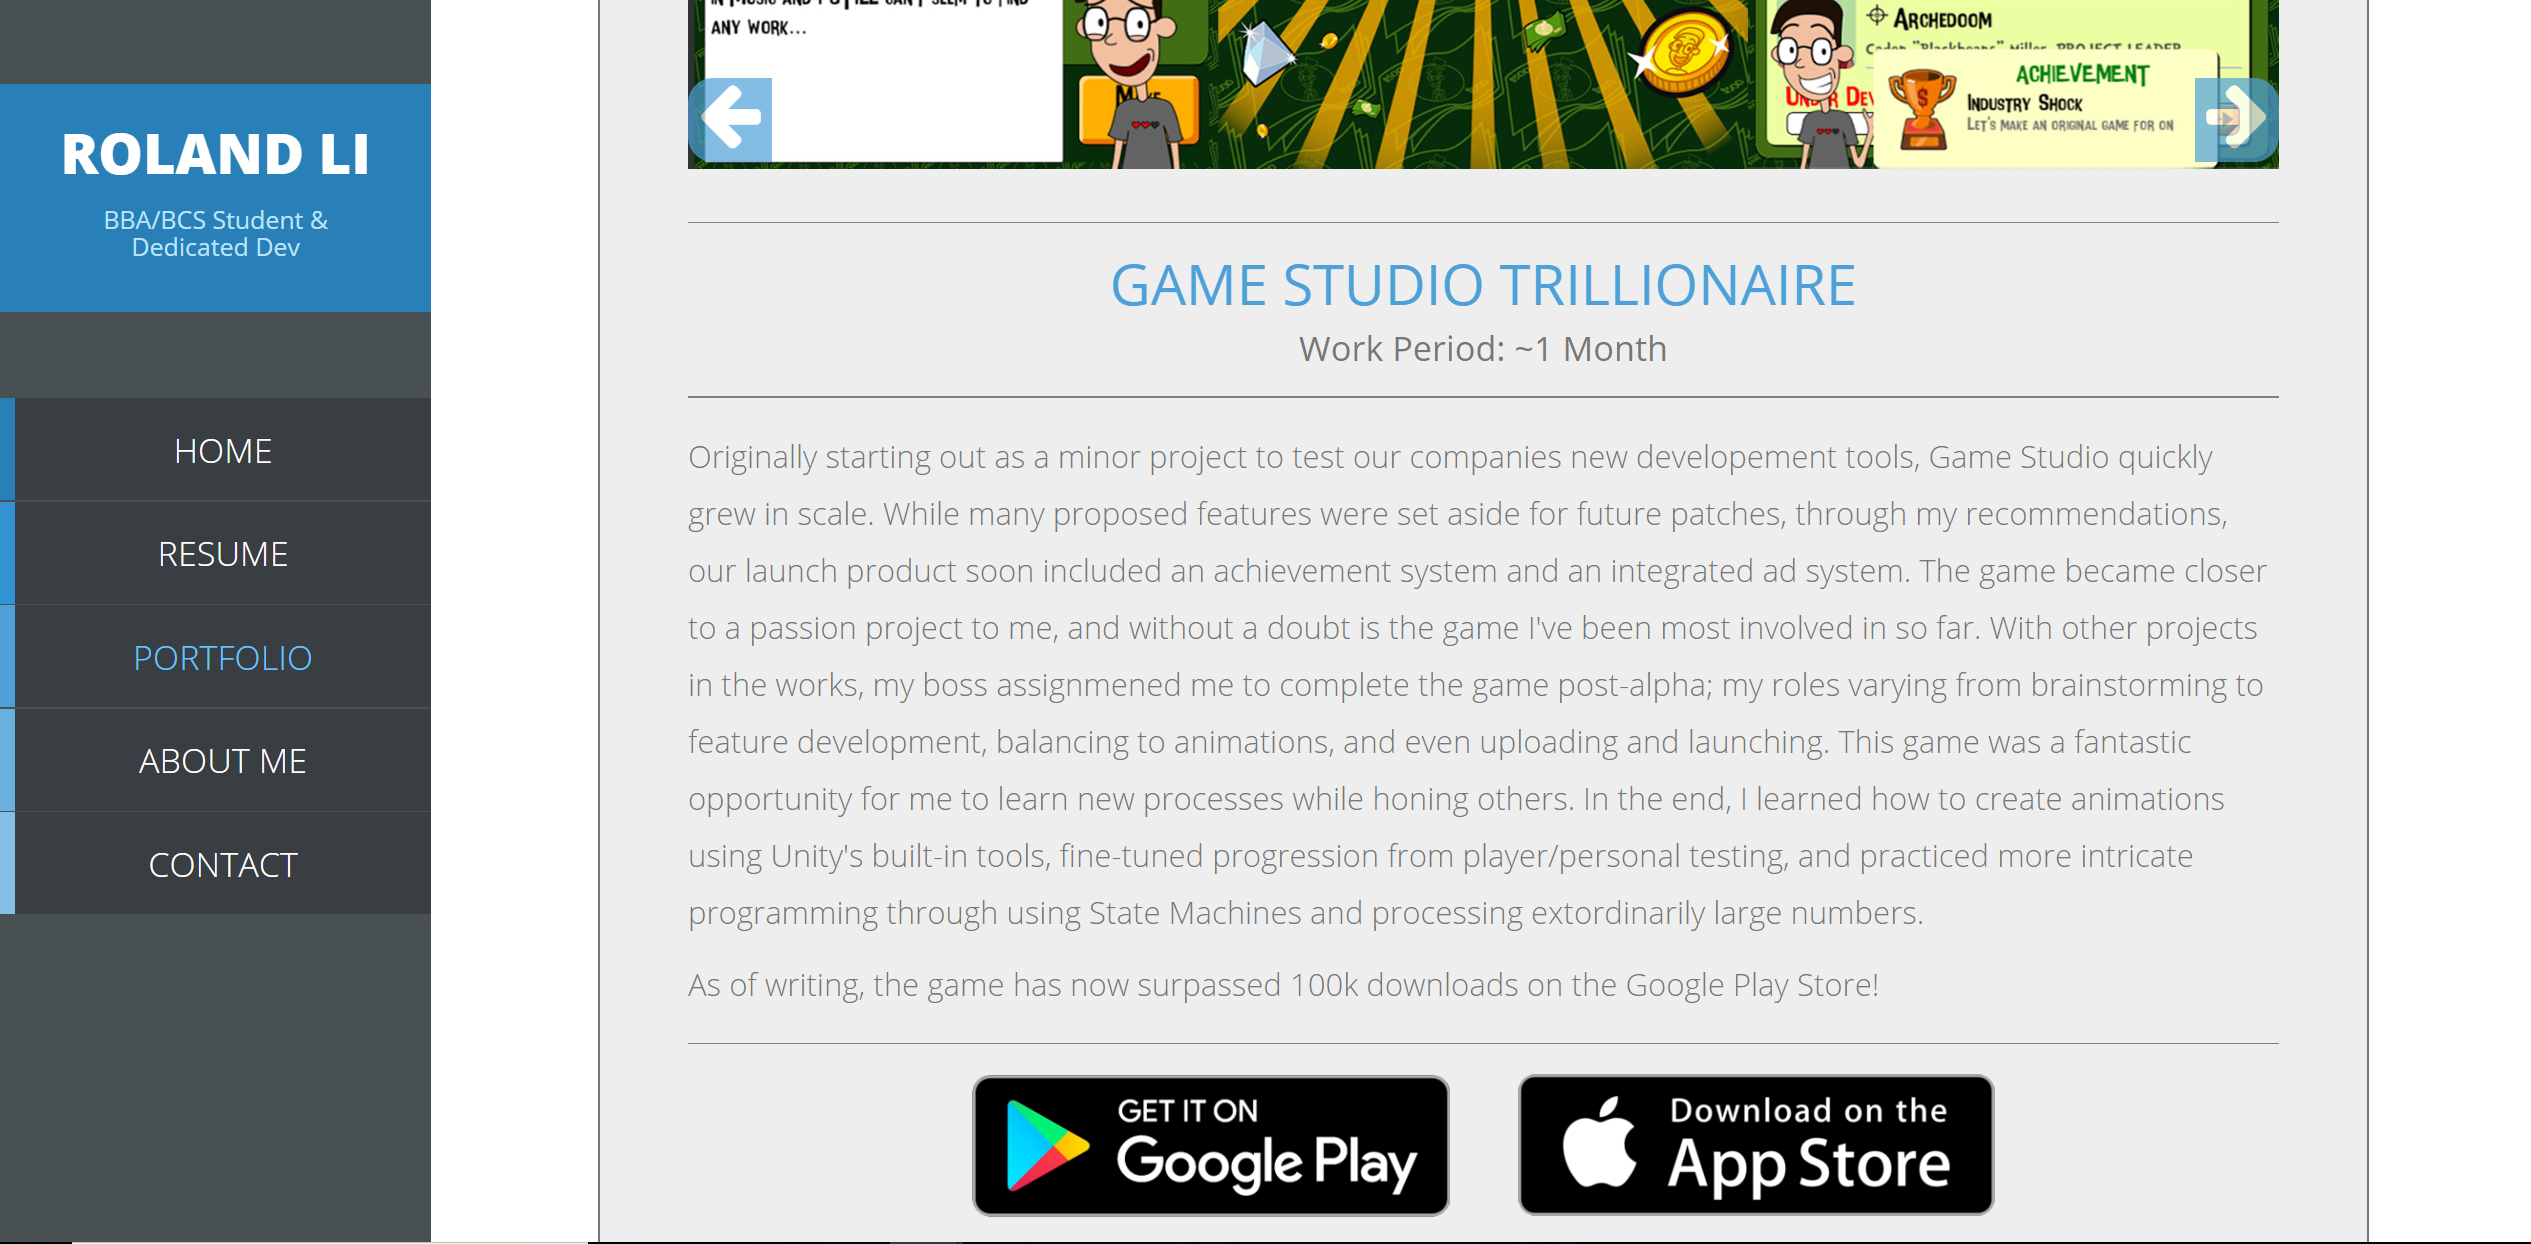 ANY WORK...
ARCHEDOOM
ACHIEVEMENT
INDUSTRY SHOCK
LET'S MAKE AN ORIGINAL GAME FOR ON
ROLAND LI
BBA/BCS Student &
Dedicated Dev
HOME
RESUME
PORTFOLIO
ABOUT ME
CONTACT
GAME STUDIO TRILLIONAIRE
Work Period: ~1 Month
Originally starting out as a minor project to test our companies new developement tools, Game Studio quickly
grew in scale. While many proposed features were set aside for future patches, through my recommendations,
our launch product soon included an achievement system and an integrated ad system. The game became closer
to a passion project to me, and without a doubt is the game I've been most involved in so far. With other projects
in the works, my boss assignmened me to complete the game post-alpha; my roles varying from brainstorming to
feature development, balancing to animations, and even uploading and launching. This game was a fantastic
opportunity for me to learn new processes while honing others. In the end, I learned how to create animations
using Unity's built-in tools, fine-tuned progression from player/personal testing, and practiced more intricate
programming through using State Machines and processing extordinarily large numbers.
As of writing, the game has now surpassed 100k downloads on the Google Play Store!
GET IT ON
Google Play
Download on the
App Store